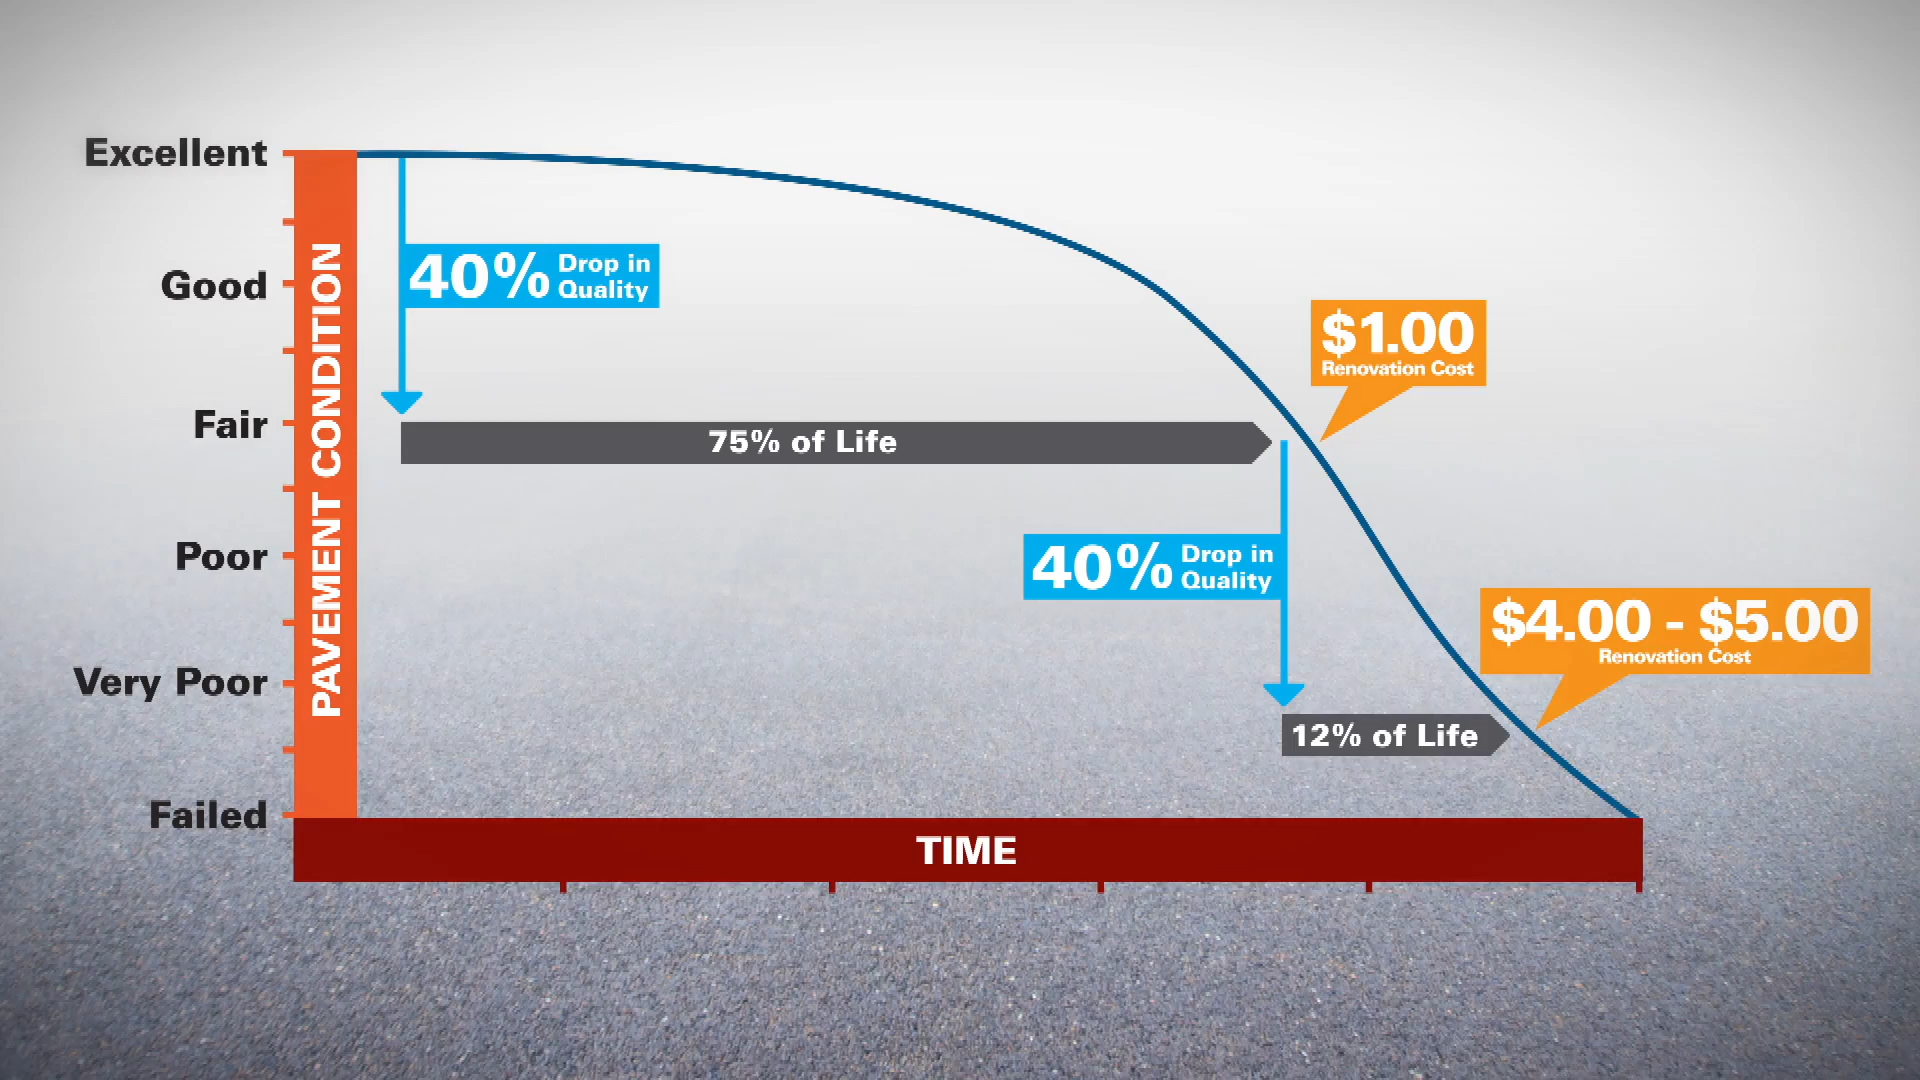 Excellent
Good
Fair
Poor
Very Poor
Failed
PAVEMENT CONDITION
40% Drop in
Quality
75% of Life
$1.00
Renovation Cost
40% Drop in
Quality
$4.00 - $5.00
Renovation Cost
12% of Life
TIME